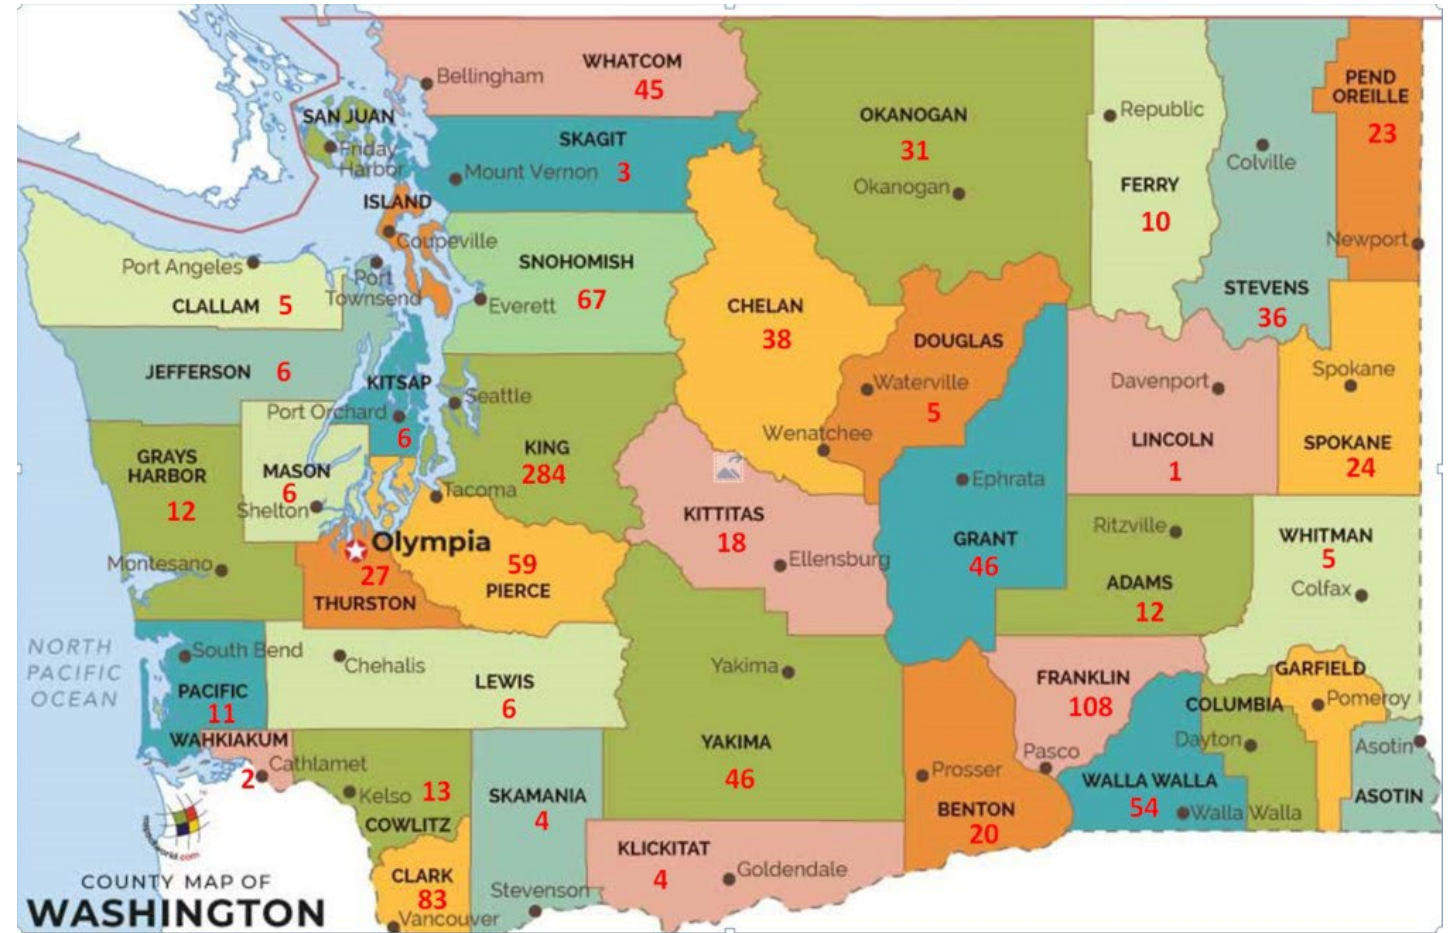 WHATCOM
45
Bellingham
SAN JUAN
Friday
Harbor
SKAGIT
3
Mount Vernon
ISLAND
Coupeville
OKANOGAN
31
Okanogan
Republic
FERRY
10
Colville
STEVENS
36
PEND
OREILLE
23
Newport
Port Angeles
CLALLAM 5
Port
Townsend
SNOHOMISH
67
Everett
CHELAN
38
Wenatchee
DOUGLAS
Waterville
5
JEFFERSON 6
KITSAP
Port Orchard
6
Seattle
KING
284
Davenport
LINCOLN
1
Spokane
SPOKANE
24
GRAYS
HARBOR
12
Montesano
MASON
6
Shelton
Tacoma
Olympia
27
THURSTON
59
PIERCE
KITTITAS
18
Ellensburg
Ephrata
GRANT
46
Ritzville
ADAMS
12
WHITMAN
5
Colfax
NORTH
PACIFIC
OCEAN
South Bend
PACIFIC
11
Chehalis
LEWIS
6
Yakima
YAKIMA
46
FRANKLIN
108
Pasco
GARFIELD
Pomeroy
COLUMBIA
Dayton
Asotin
ASOTIN
WAHKIAKUM
2
Cathlamet
Kelso 13
COWLITZ
SKAMANIA
4
Stevenson
Prosser
BENTON
20
WALLA WALLA
54
Walla Walla
KLICKITAT
4
Goldendale
CLARK
83
Vancouver
mapsofworld.com
COUNTY MAP OF
WASHINGTON